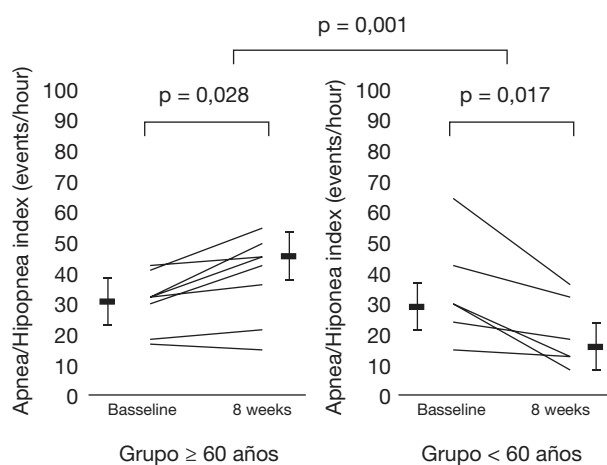 p = 0,001
p = 0,028
Apnea/Hipopnea index (events/hour)
100
90
80
70
60
50
40
30
20
10
0
Basseline
8 weeks
Grupo ≥ 60 años
p = 0,017
Apnea/Hiponea index (events/hour)
100
90
80
70
60
50
40
30
20
10
0
Basseline
8 weeks
Grupo < 60 años